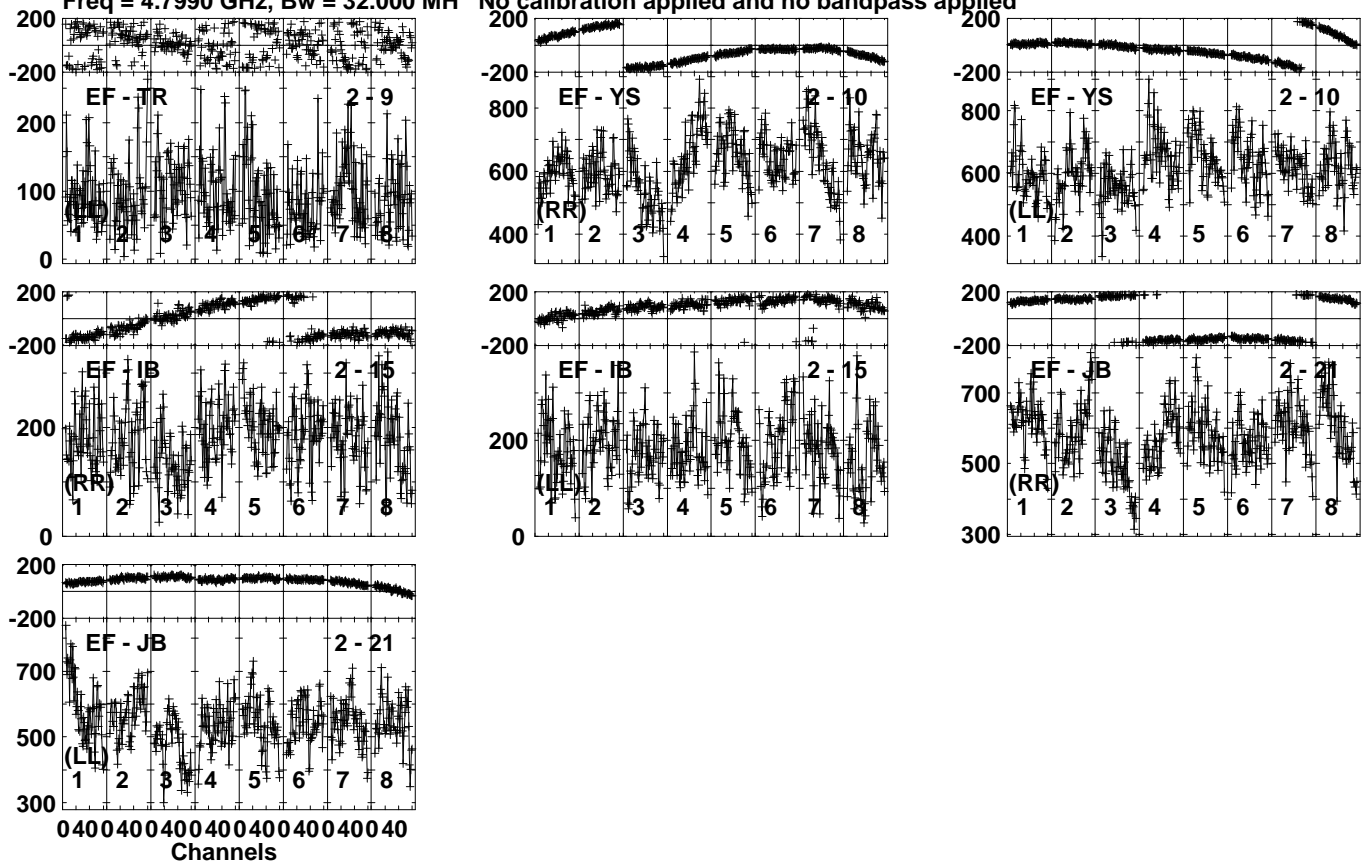 Freq = 4.7990 GHz, Bw = 32.000 MH No calibration applied and no bandpass applied
200
-200
EF - TR 2 - 9
200
100
0
(LL)
1 2 3 4 5 6 7 8
200
-200
EF - YS 2 - 10
800
600
400
(RR)
1 2 3 4 5 6 7 8
200
-200
EF - YS 2 - 10
800
600
400
(LL)
1 2 3 4 5 6 7 8
200
-200
EF - IB 2 - 15
200
0
(RR)
1 2 3 4 5 6 7 8
200
-200
EF - IB 2 - 15
200
0
(LL)
1 2 3 4 5 6 7 8
200
-200
EF - JB 2 - 21
700
500
300
(RR)
1 2 3 4 5 6 7 8
200
-200
EF - JB 2 - 21
700
500
300
(LL)
1 2 3 4 5 6 7 8
0 40 0 40 0 40 0 40 0 40 0 40 0 40 0 40
Channels